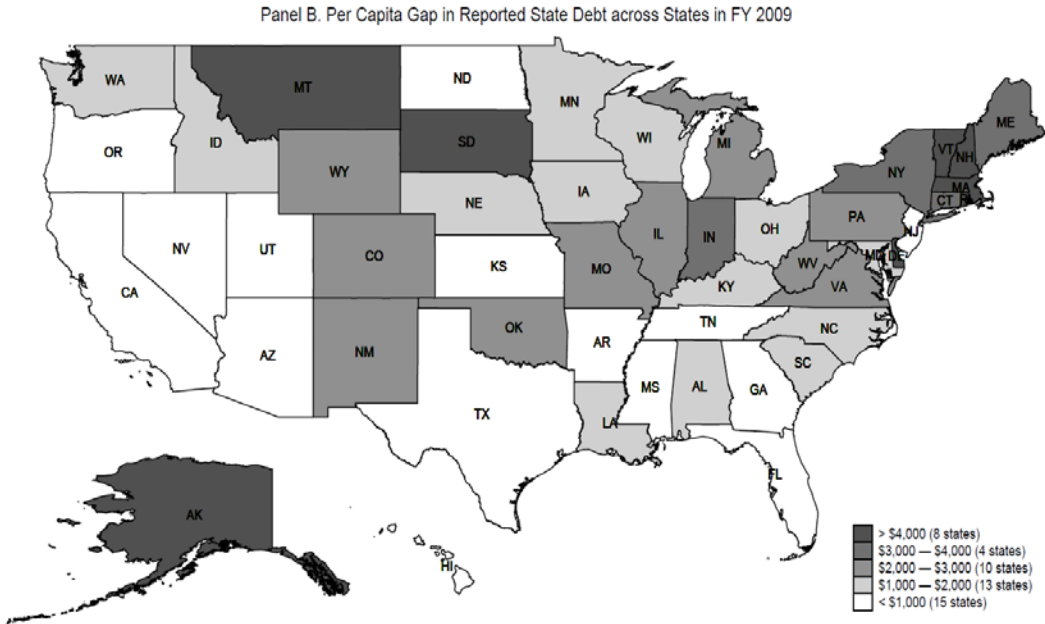 Panel B. Per Capita Gap in Reported State Debt across States in FY 2009
WA
MT
ND
MN
ME
OR
ID
SD
WI
MI
VT
NH
NY
WY
MA
CT
IA
NE
PA
NJ
OH
IL
IN
NV
UT
CO
KS
MO
WV
MD
DE
VA
KY
CA
TN
NC
OK
AZ
NM
AR
SC
MS
AL
GA
TX
LA
FL
AK
HI
> $4,000 (8 states)
$3,000 — $4,000 (4 states)
$2,000 — $3,000 (10 states)
$1,000 — $2,000 (13 states)
< $1,000 (15 states)